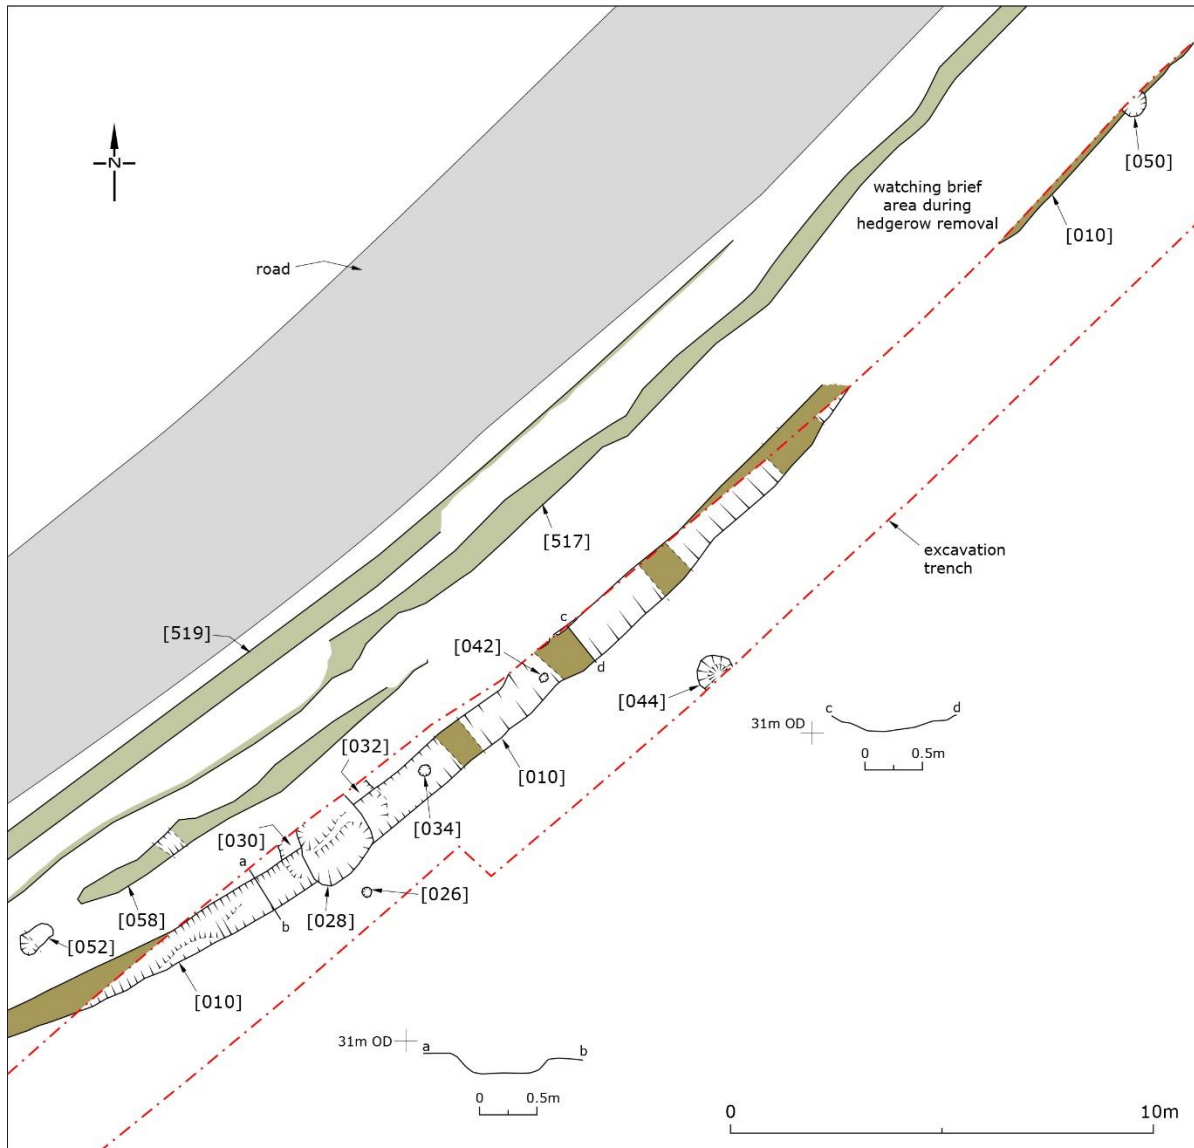 N
road
watching brief
area during
hedgerow removal
[050]
[010]
[517]
excavation
trench
[519]
c
[042]
d
[044]
c
d
31m OD
0
0.5m
[032]
[010]
[034]
[030]
a
[026]
[058]
b
[028]
[052]
[010]
31m OD
a
b
0
0.5m
0
10m